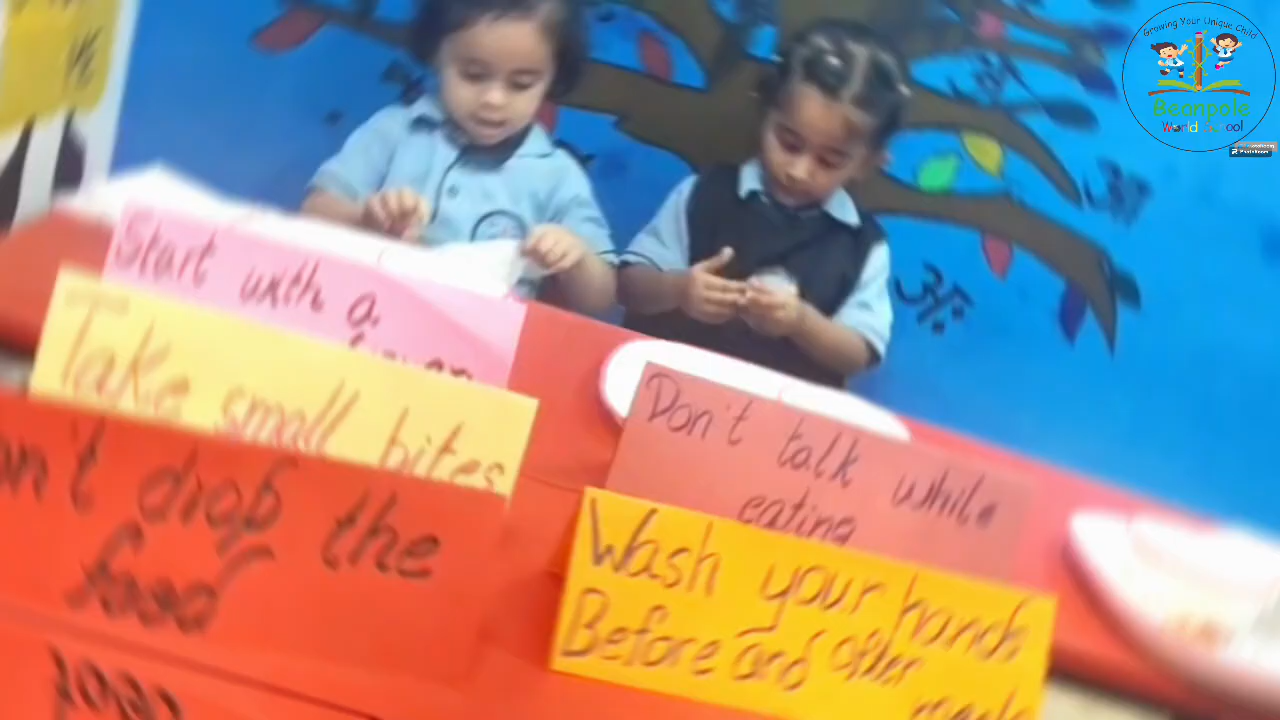 Growing Your Unique Child
Beanpole
World School
Start with a
Take small bites
Don't talk while
eating
drop the
food
Wash your hands
Before and after